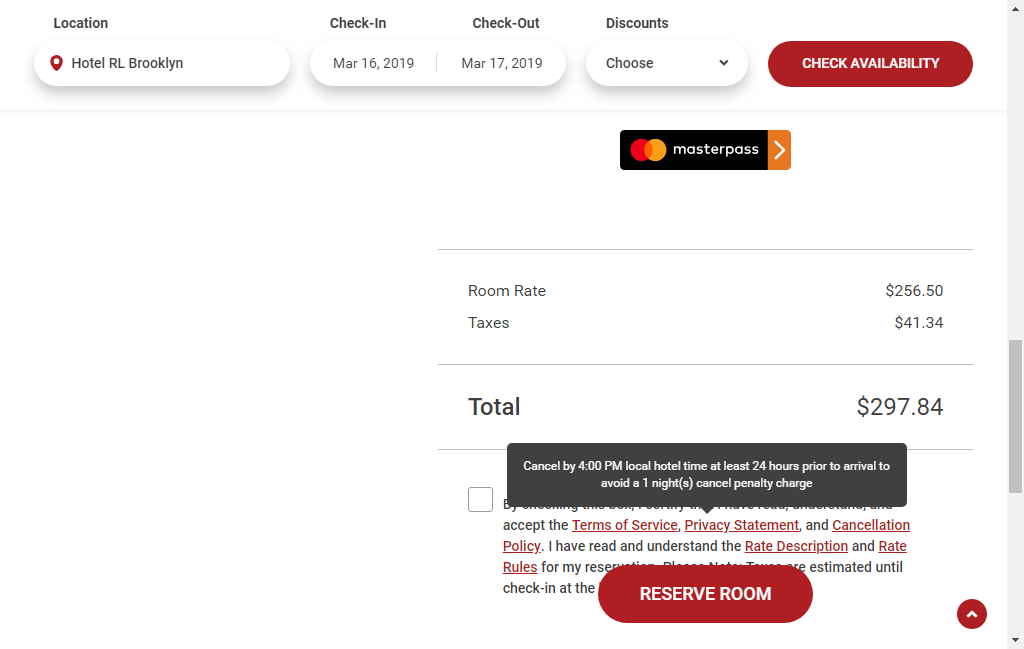 Location Check-In Check-Out Discounts
Hotel RL Brooklyn Mar 16, 2019 Mar 17, 2019 Choose CHECK AVAILABILITY
masterpass
Room Rate $256.50
Taxes $41.34
Total $297.84
Cancel by 4:00 PM local hotel time at least 24 hours prior to arrival to
avoid a 1 night(s) cancel penalty charge
By checking this box, I certify that I have read, understand, and
accept the Terms of Service, Privacy Statement, and Cancellation
Policy. I have read and understand the Rate Description and Rate
Rules for my reservation. Please Note: Taxes are estimated until
check-in at the
RESERVE ROOM